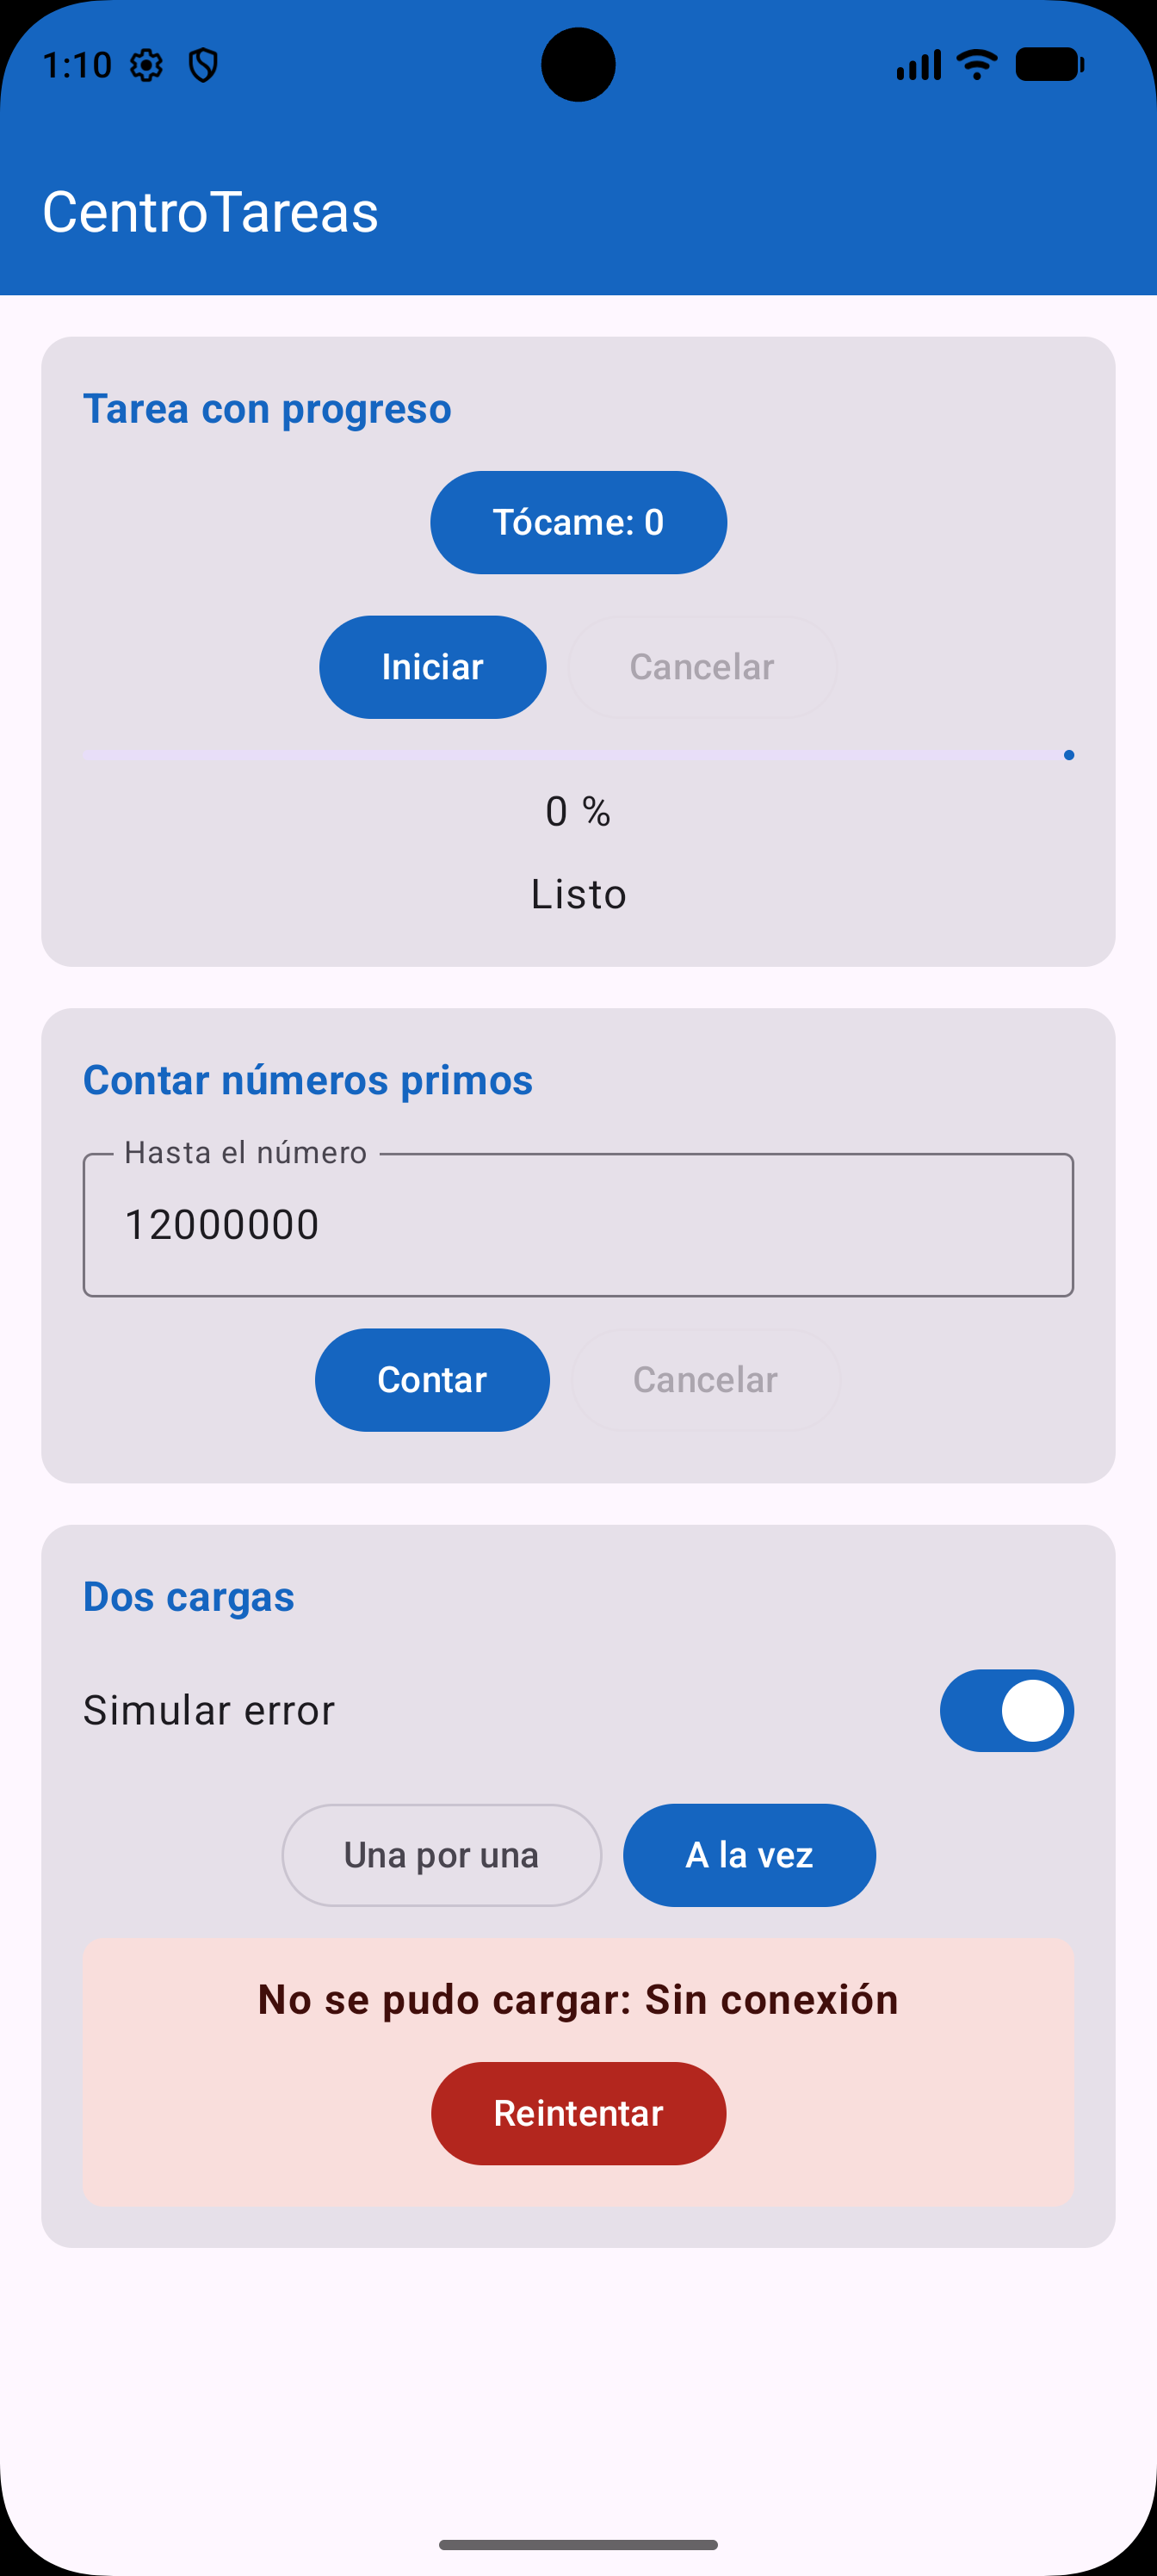 1:10
CentroTareas
Tarea con progreso
Tócame: 0
Iniciar Cancelar
0 %
Listo
Contar números primos
Hasta el número
12000000
Contar Cancelar
Dos cargas
Simular error
Una por una A la vez
No se pudo cargar: Sin conexión
Reintentar